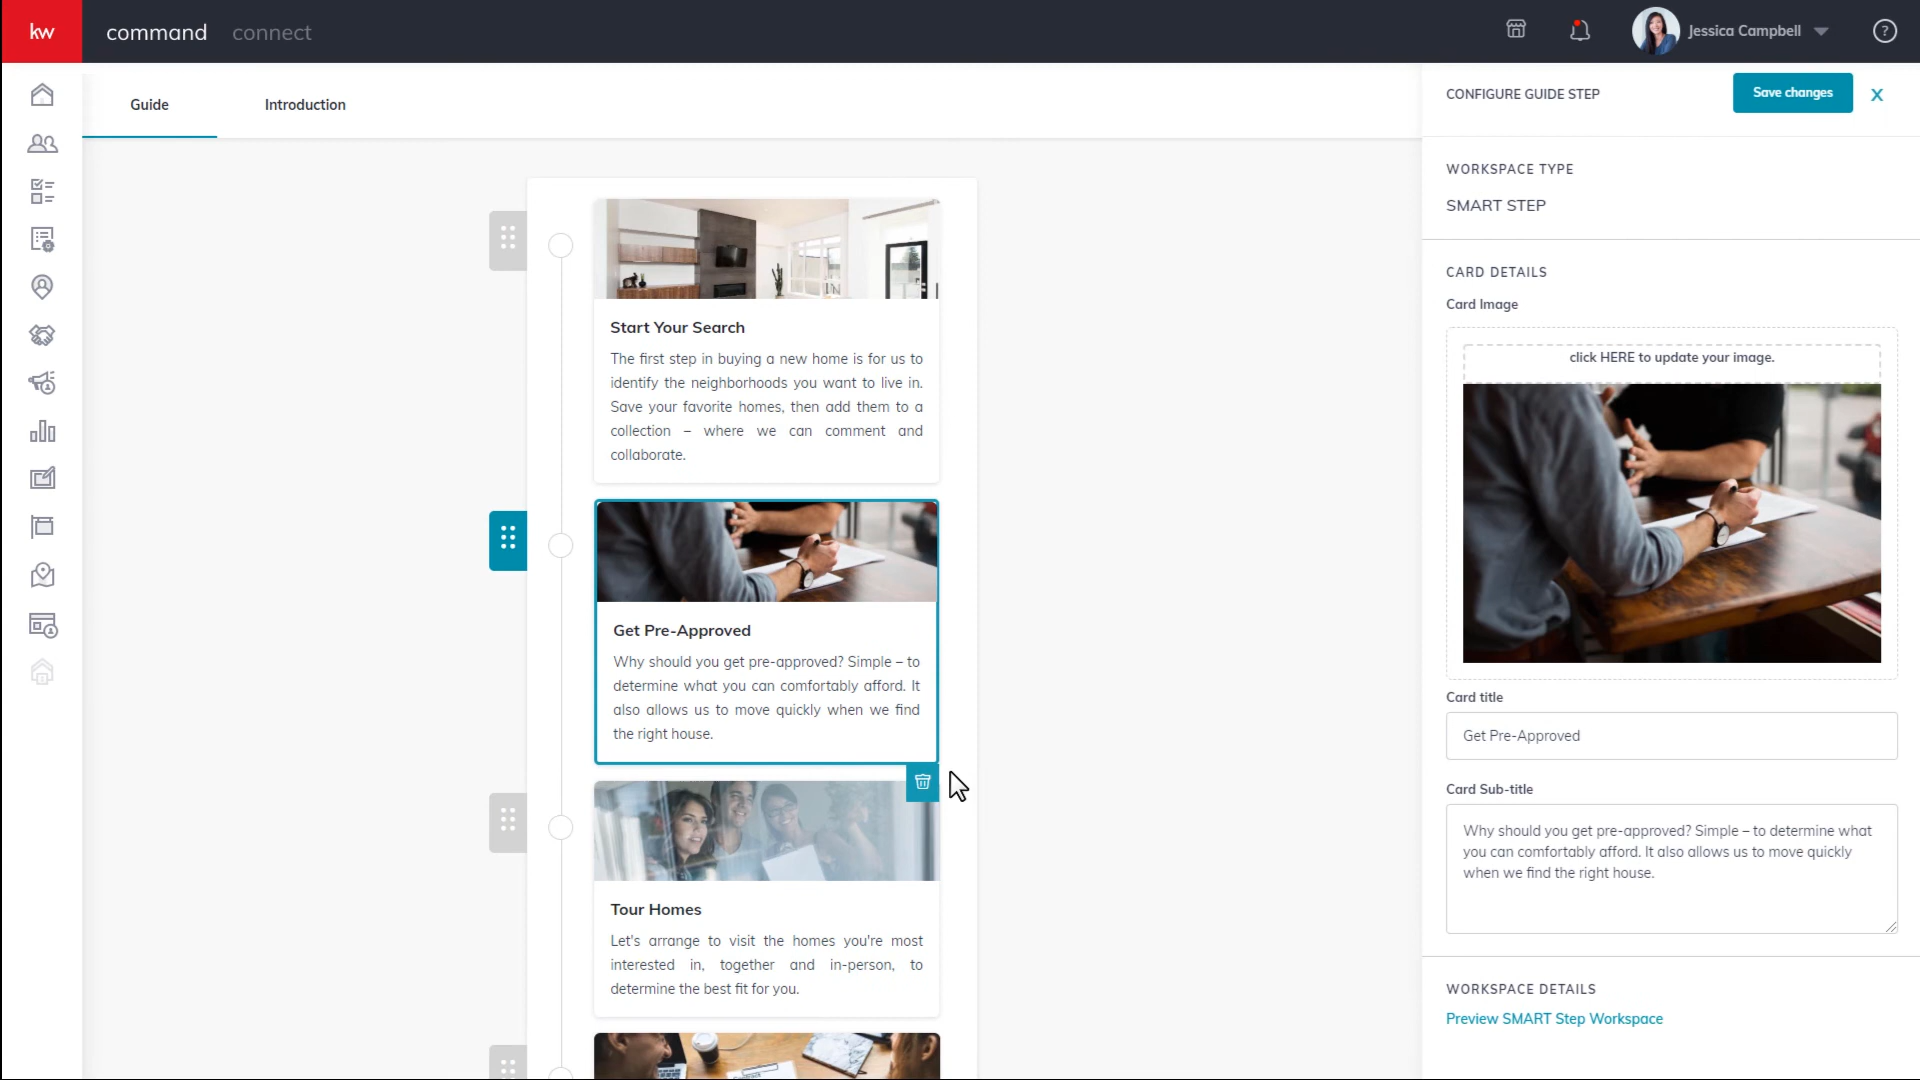 kw
command connect
Jessica Campbell
?
Guide Introduction
CONFIGURE GUIDE STEP
Save changes
X
Start Your Search
The first step in buying a new home is for us to
identify the neighborhoods you want to live in.
Save your favorite homes, then add them to a
collection – where we can comment and
collaborate.
Get Pre-Approved
Why should you get pre-approved? Simple – to
determine what you can comfortably afford. It
also allows us to move quickly when we find
the right house.
Tour Homes
Let's arrange to visit the homes you're most
interested in, together and in-person, to
determine the best fit for you.
WORKSPACE TYPE
SMART STEP
CARD DETAILS
Card Image
click HERE to update your image.
Card title
Get Pre-Approved
Card Sub-title
Why should you get pre-approved? Simple – to determine what
you can comfortably afford. It also allows us to move quickly
when we find the right house.
WORKSPACE DETAILS
Preview SMART Step Workspace